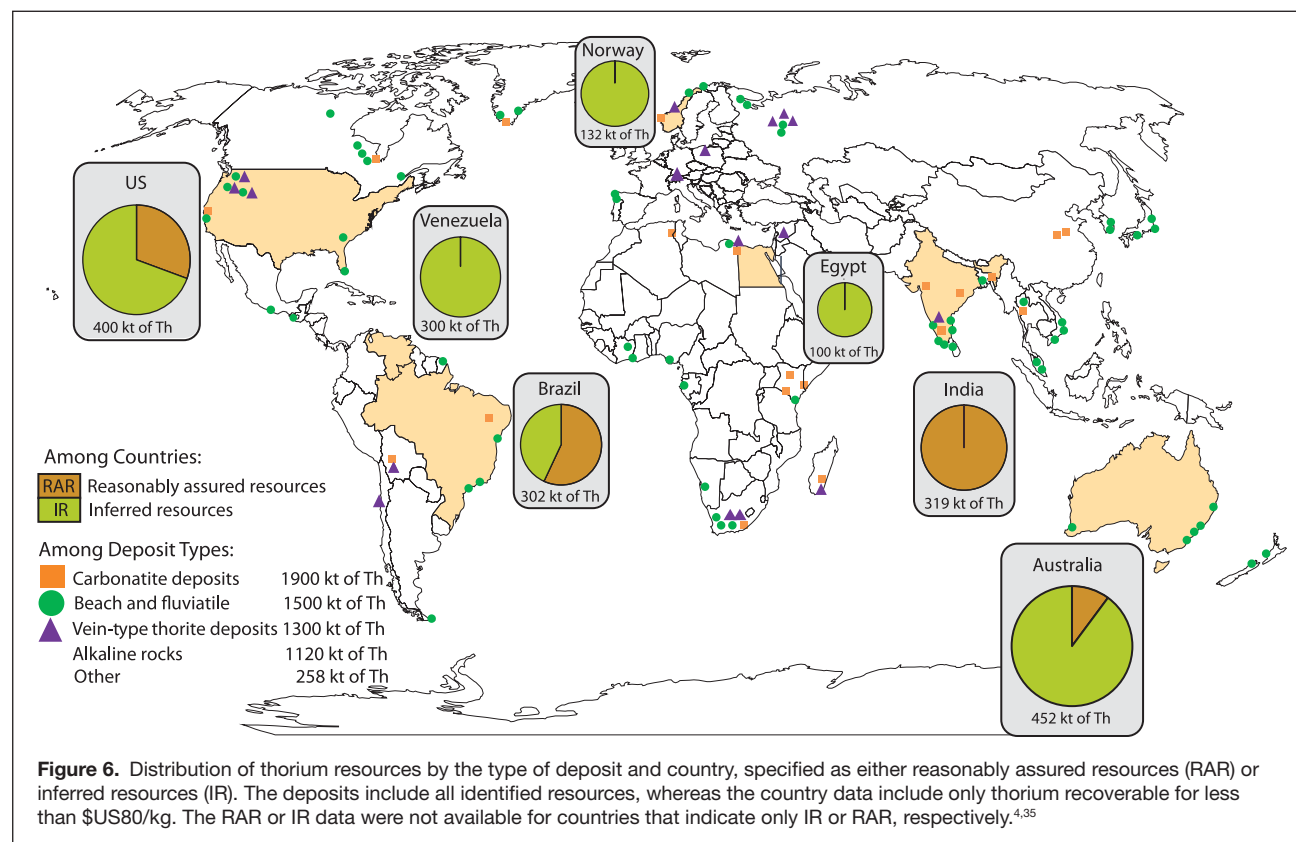 Norway
132 kt of Th
US
400 kt of Th
Venezuela
300 kt of Th
Egypt
100 kt of Th
Brazil
302 kt of Th
India
319 kt of Th
Australia
452 kt of Th
Among Countries:
RAR Reasonably assured resources
IR Inferred resources
Among Deposit Types:
Carbonatite deposits 1900 kt of Th
Beach and fluviatile 1500 kt of Th
Vein-type thorite deposits 1300 kt of Th
Alkaline rocks 1120 kt of Th
Other 258 kt of Th
Figure 6. Distribution of thorium resources by the type of deposit and country, specified as either reasonably assured resources (RAR) or
inferred resources (IR). The deposits include all identified resources, whereas the country data include only thorium recoverable for less
than $US80/kg. The RAR or IR data were not available for countries that indicate only IR or RAR, respectively.4,35